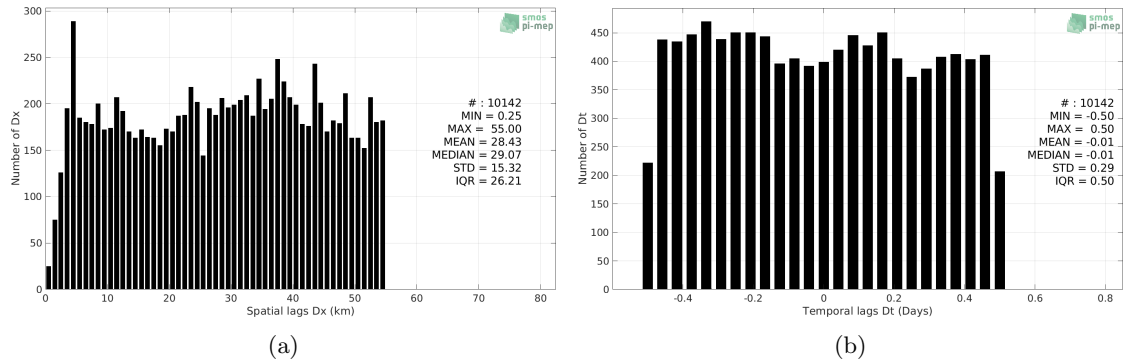 smos
pi-mep
300
250
200
150
100
50
0
Number of Dx
# : 10142
MIN = 0.25
MAX = 55.00
MEAN = 28.43
MEDIAN = 29.07
STD = 15.32
IQR = 26.21
0 10 20 30 40 50 60 70 80
Spatial lags Dx (km)
(a)
smos
pi-mep
450
400
350
300
250
200
150
100
50
0
Number of Dt
# : 10142
MIN = -0.50
MAX = 0.50
MEAN = -0.01
MEDIAN = -0.01
STD = 0.29
IQR = 0.50
-0.4 -0.2 0 0.2 0.4 0.6 0.8
Temporal lags Dt (Days)
(b)